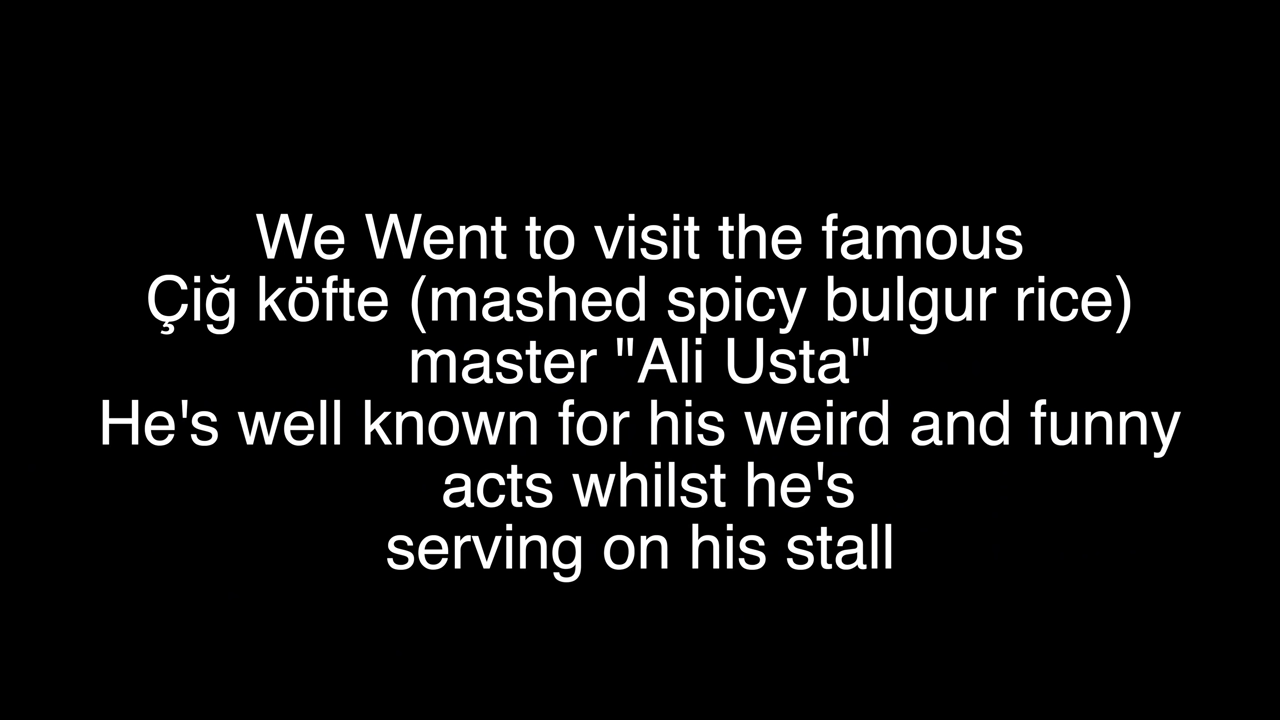 We Went to visit the famous
Çiğ köfte (mashed spicy bulgur rice)
master "Ali Usta"
He's well known for his weird and funny
acts whilst he's
serving on his stall